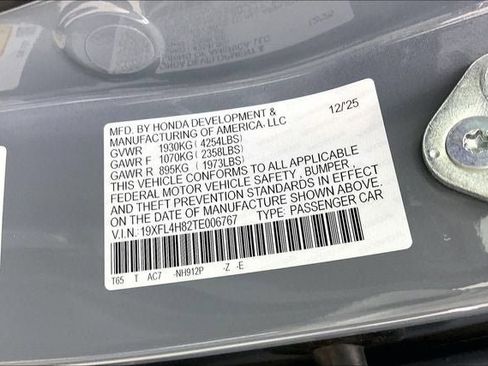 MFD. BY HONDA DEVELOPMENT & 12/25
MANUFACTURING OF AMERICA, LLC
GVWR 1930KG ( 4254LBS)
GAWR F 1070KG ( 2358LBS)
GAWR R 895KG ( 1973LBS)
THIS VEHICLE CONFORMS TO ALL APPLICABLE
FEDERAL MOTOR VEHICLE SAFETY , BUMPER ,
AND THEFT PREVENTION STANDARDS IN EFFECT
ON THE DATE OF MANUFACTURE SHOWN ABOVE.
V.I.N.: 19XFL4H82TE006767 TYPE: PASSENGER CAR
T65 T AC7 -NH912P -Z -E